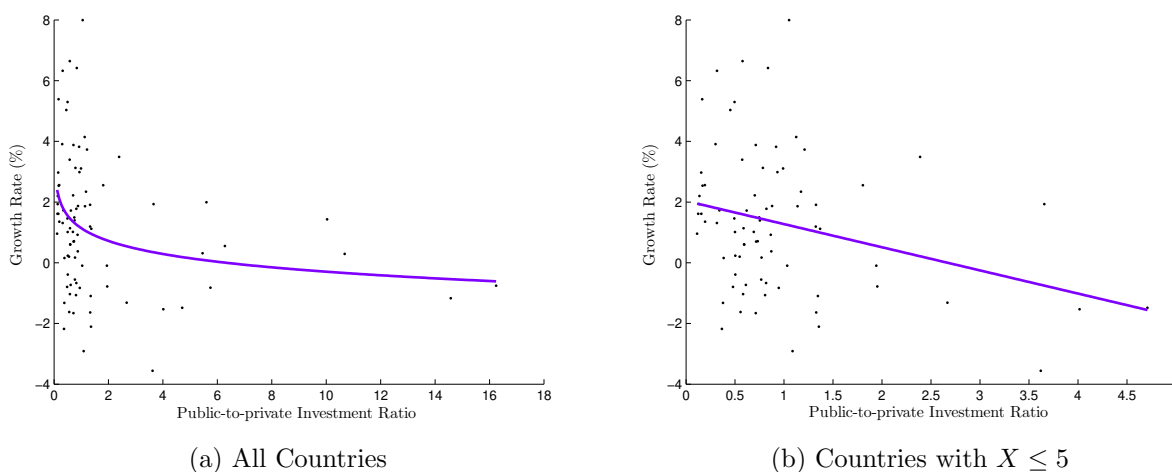 8
6
4
2
0
−2
−4
Growth Rate (%)
0 2 4 6 8 10 12 14 16 18
Public-to-private Investment Ratio
(a) All Countries
8
6
4
2
0
−2
−4
Growth Rate (%)
0 0.5 1 1.5 2 2.5 3 3.5 4 4.5
Public-to-private Investment Ratio
(b) Countries with X ≤ 5